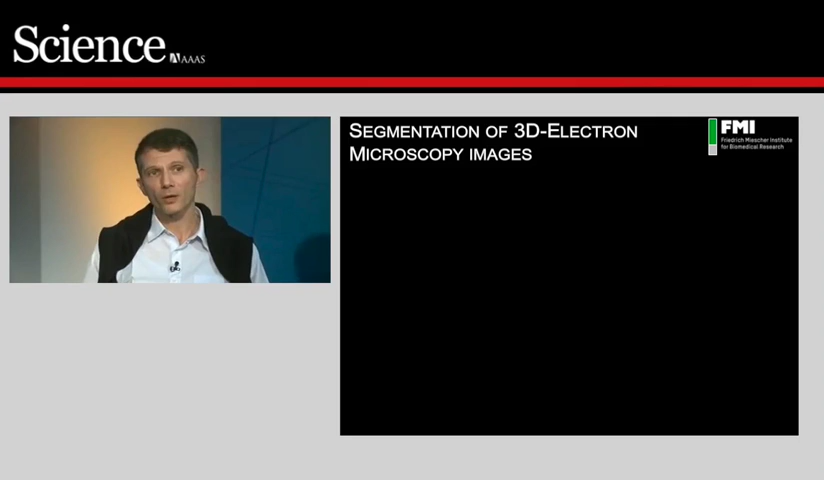 Science
AAAS
SEGMENTATION OF 3D-ELECTRON
MICROSCOPY IMAGES
FMI
Friedrich Miescher Institute
for Biomedical Research